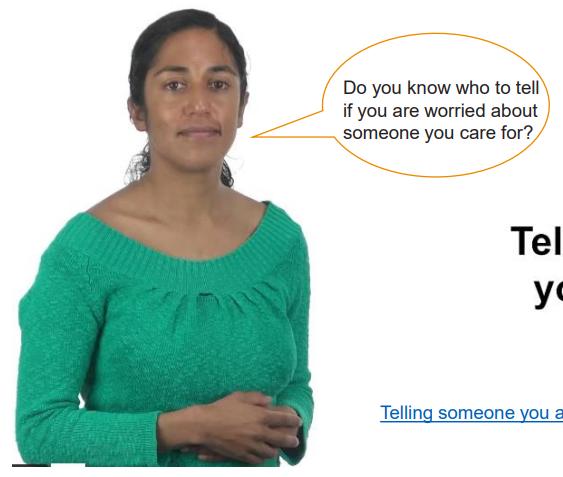 Do you know who to tell
if you are worried about
someone you care for?
Tel
yo
Telling someone you a